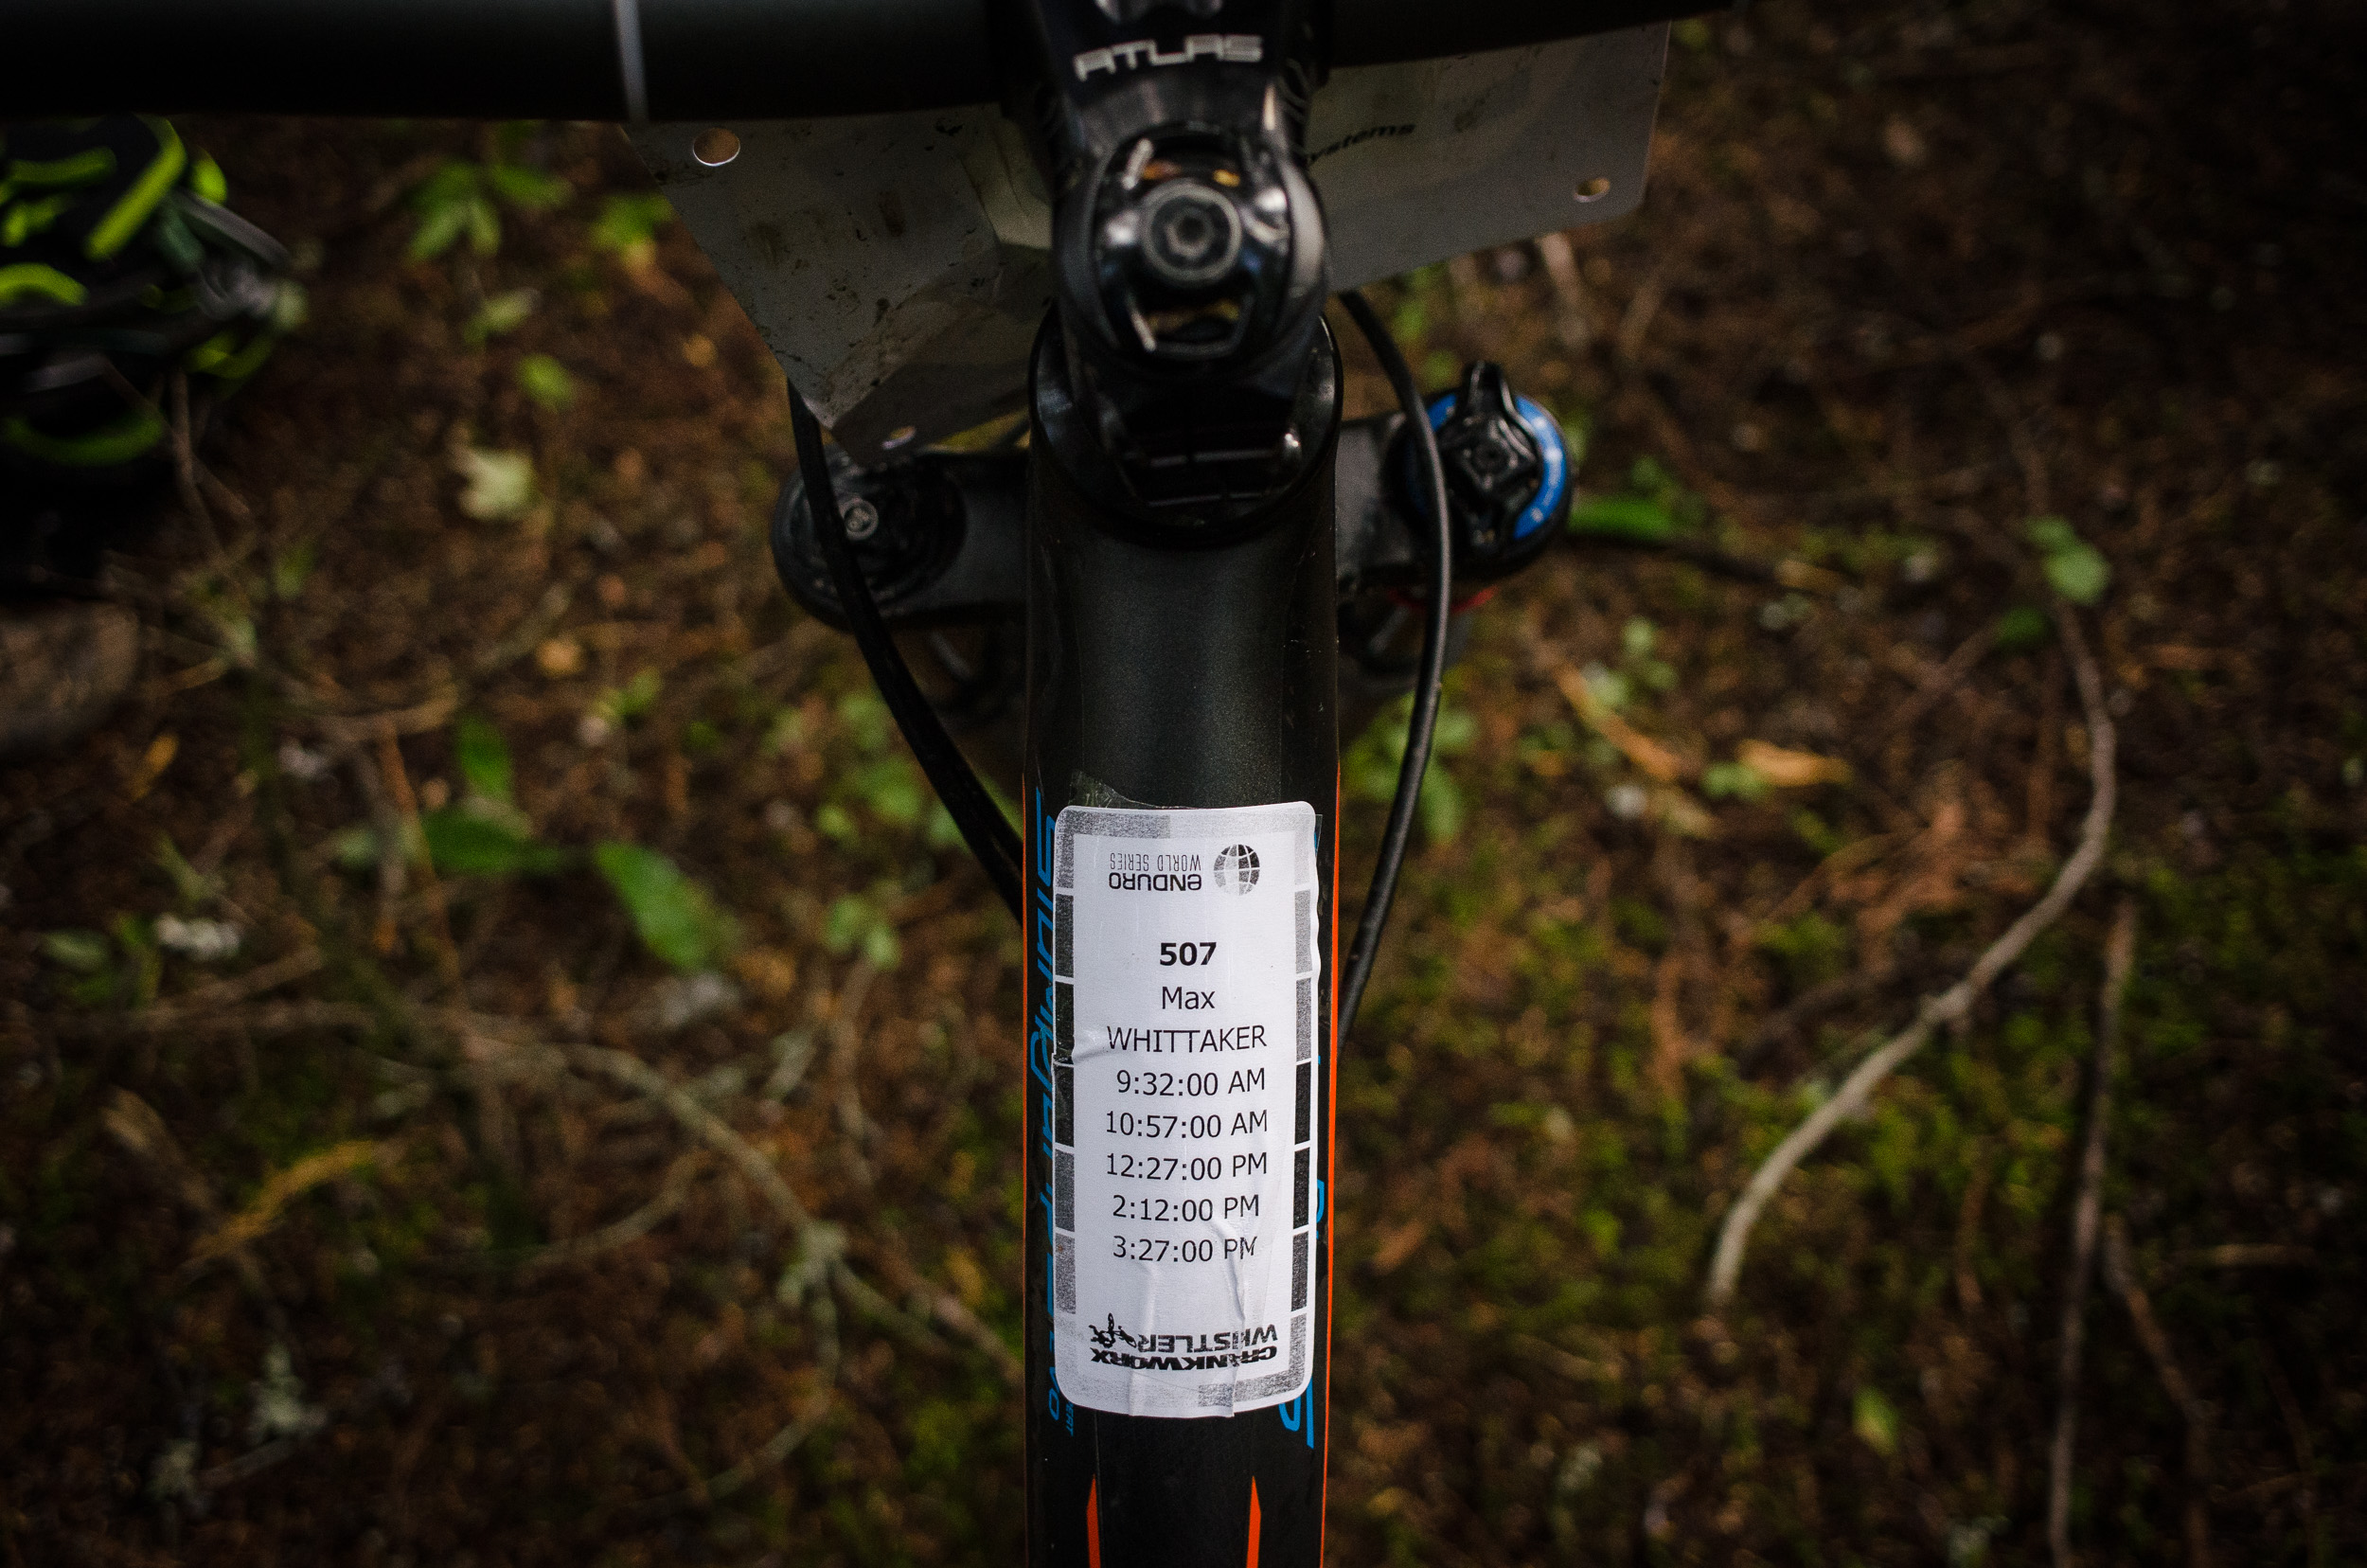 ATLAS
ystems
ENDURO
WORLD SERIES
507
Max
WHITTAKER
9:32:00 AM
10:57:00 AM
12:27:00 PM
2:12:00 PM
3:27:00 PM
CRANKWORX
WHISTLER